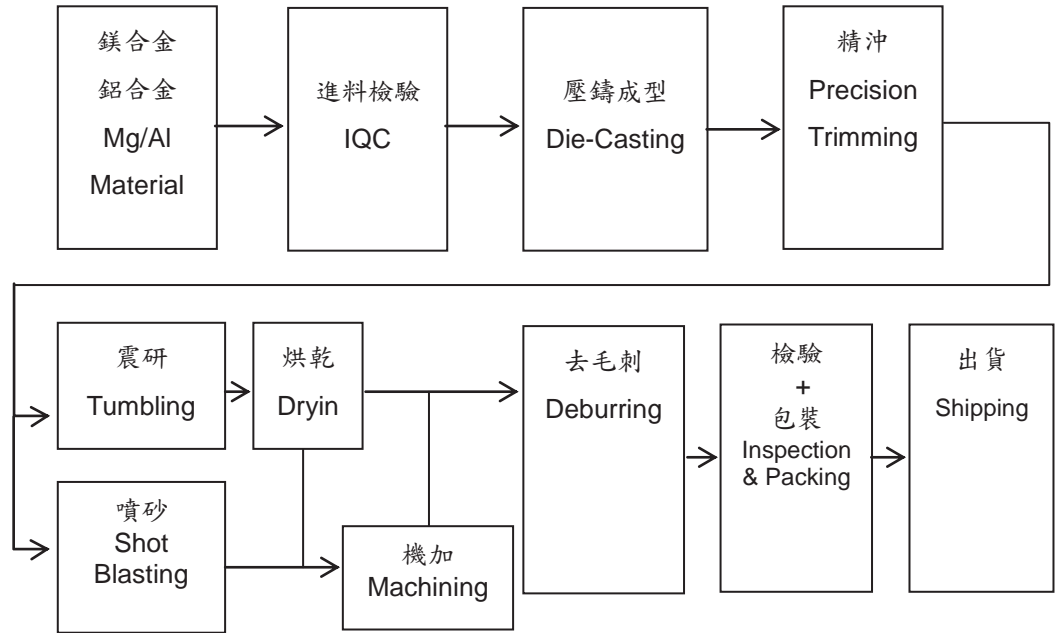 鎂合金
鋁合金
Mg/Al
Material
進料檢驗
IQC
壓鑄成型
Die-Casting
精沖
Precision
Trimming
震研
Tumbling
烘乾
Dryin
去毛刺
Deburring
檢驗
+
包裝
Inspection
& Packing
出貨
Shipping
噴砂
Shot
Blasting
機加
Machining